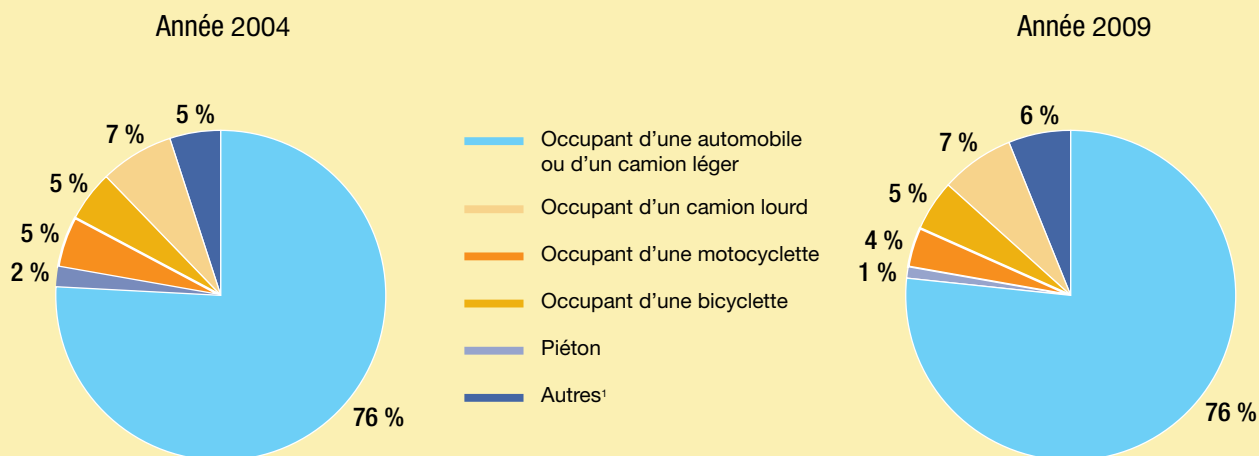 Année 2004
5 %
7 %
5 %
5 %
2 %
76 %
Occupant d’une automobile
ou d’un camion léger
Occupant d’un camion lourd
Occupant d’une motocyclette
Occupant d’une bicyclette
Piéton
Autres¹
Année 2009
6 %
7 %
5 %
4 %
1 %
76 %